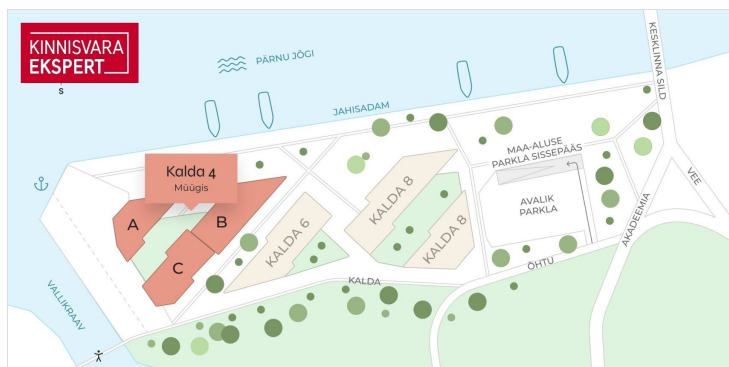 KINNISVARA
EKSPERT
S
PÄRNU JÕGI
JAHISADAM
KESKLINNA SILD
Kalda 4
Müügis
A
B
C
KALDA 6
KALDA 8
KALDA 8
MAA-ALUSE
PARKLA SISSEPÄÄS
AVALIK
PARKLA
AKADEEMIA
VEE
ÕHTU
KALDA
VALLIKRAAV